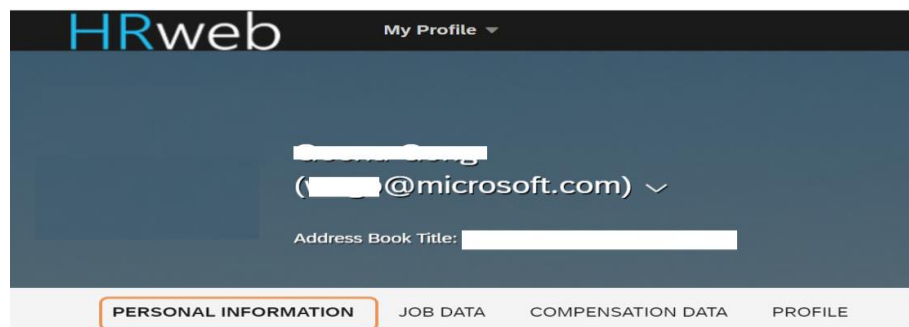 HRweb My Profile
@microsoft.com)
Address Book Title:
PERSONAL INFORMATION JOB DATA COMPENSATION DATA PROFILE